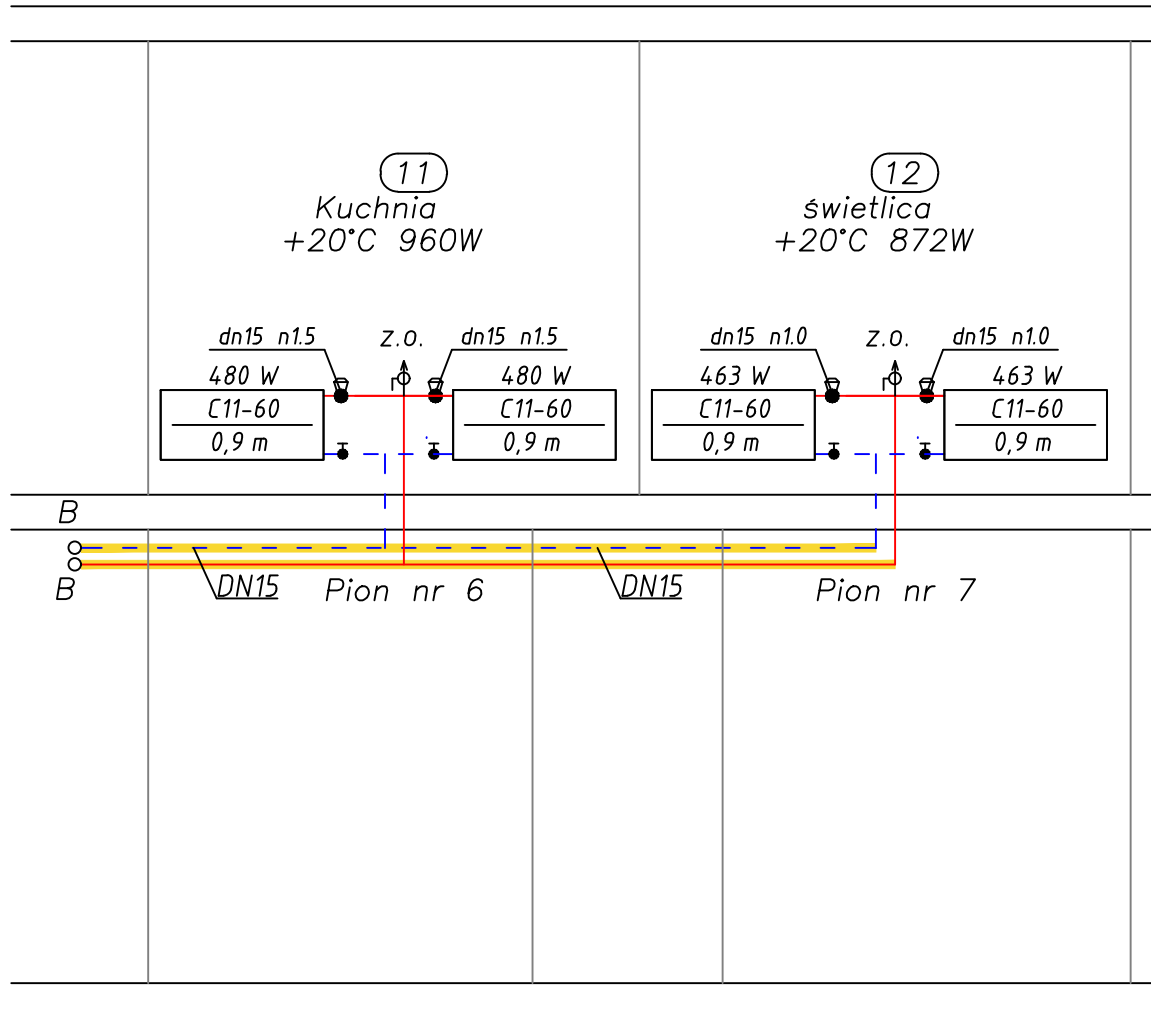 11
Kuchnia
+20°C 960W
12
świetlica
+20°C 872W
dn15 n1.5
z.o.
dn15 n1.5
dn15 n1.0
z.o.
dn15 n1.0
480 W
480 W
463 W
463 W
C11-60
0,9 m
C11-60
0,9 m
C11-60
0,9 m
C11-60
0,9 m
B
B
DN15
Pion nr 6
DN15
Pion nr 7